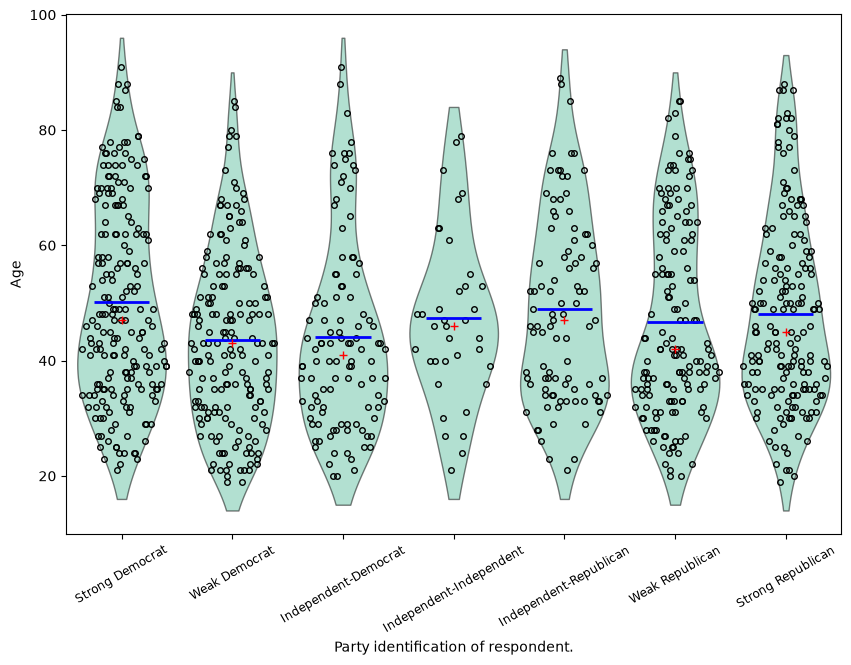 100
80
60
40
20
Age
Strong Democrat
Weak Democrat
Independent-Democrat
Independent-Independent
Independent-Republican
Weak Republican
Strong Republican
Party identification of respondent.